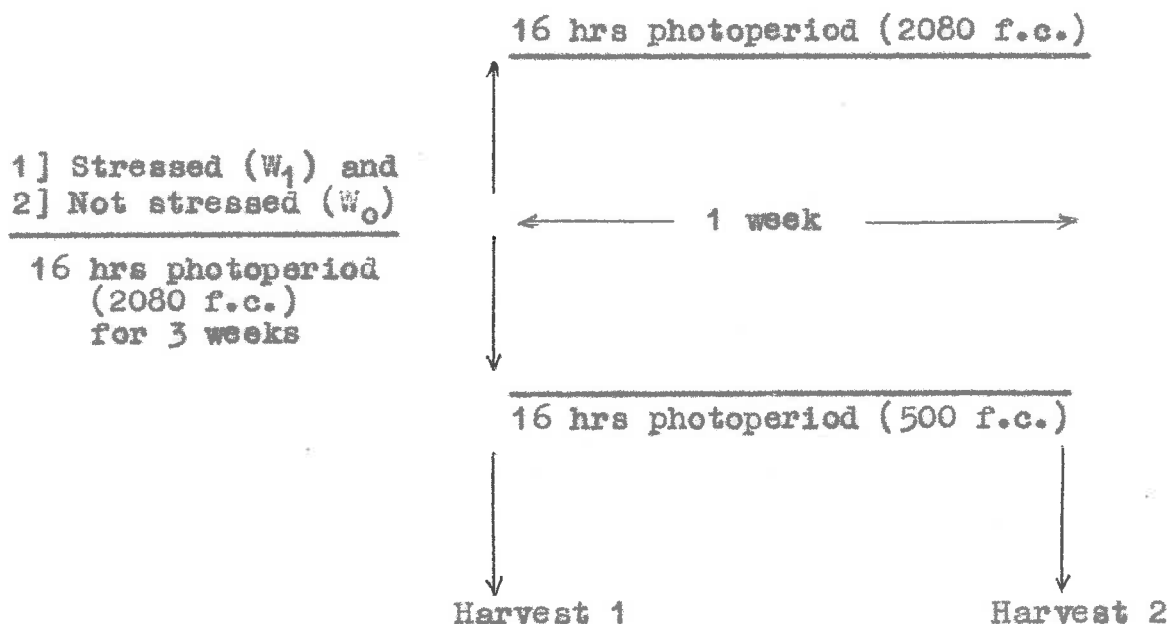 16 hrs photoperiod (2080 f.c.)
1] Stressed (W₁) and
2] Not stressed (W₀)
1 week
16 hrs photoperiod
(2080 f.c.)
for 3 weeks
16 hrs photoperiod (500 f.c.)
Harvest 1
Harvest 2